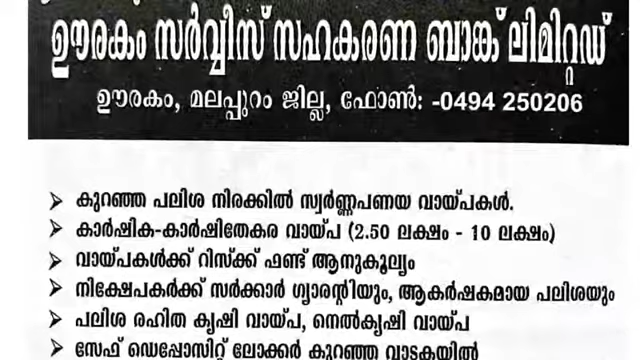 ഊരകം സർവ്വീസ് സഹകരണ ബാങ്ക് ലിമിറ്റഡ്
ഊരകം, മലപ്പുറം ജില്ല, ഫോൺ: -0494 250206
➢ കുറഞ്ഞ പലിശ നിരക്കിൽ സ്വർണ്ണപണയ വായ്പകൾ.
➢ കാർഷിക-കാർഷിതേകര വായ്പ (2.50 ലക്ഷം - 10 ലക്ഷം)
➢ വായ്പകൾക്ക് റിസ്ക്ക് ഫണ്ട് ആനുകൂല്യം
➢ നിക്ഷേപകർക്ക് സർക്കാർ ഗ്യാരന്റിയും, ആകർഷകമായ പലിശയും
➢ പലിശ രഹിത കൃഷി വായ്പ, നെൽകൃഷി വായ്പ
➢ സേഫ് ഡെപ്പോസിറ്റ് ലോക്കർ കുറഞ്ഞ വാടകയിൽ